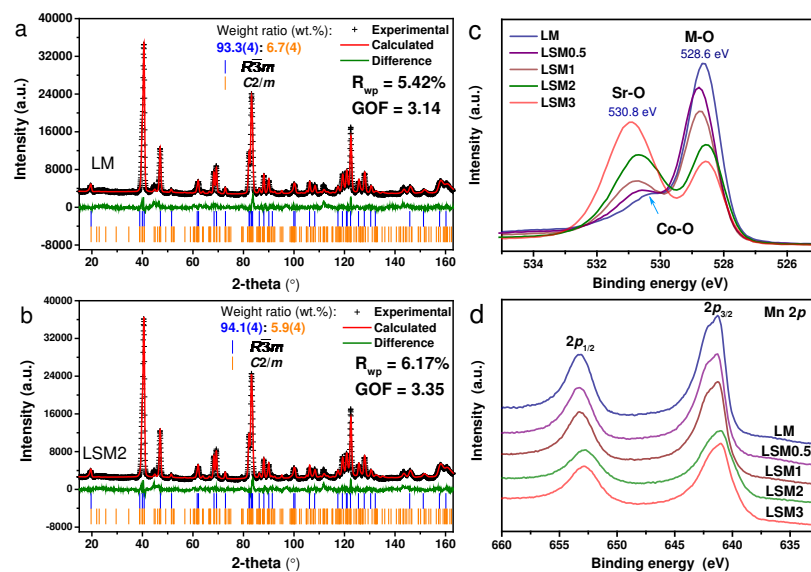 a
Weight ratio (wt.%):
93.3(4): 6.7(4)
R3̅m
C2/m
Experimental
Calculated
Difference
Rwp = 5.42%
GOF = 3.14
LM
40000
32000
24000
16000
8000
0
-8000
Intensity (a.u.)
20 40 60 80 100 120 140 160
2-theta (°)
b
Weight ratio (wt.%):
94.1(4): 5.9(4)
R3̅m
C2/m
Experimental
Calculated
Difference
Rwp = 6.17%
GOF = 3.35
LSM2
40000
32000
24000
16000
8000
0
-8000
Intensity (a.u.)
20 40 60 80 100 120 140 160
2-theta (°)
c
LM
LSM0.5
LSM1
LSM2
LSM3
Sr-O
530.8 eV
M-O
528.6 eV
Co-O
Intensity (a.u.)
534 532 530 528 526
Binding energy (eV)
d
Mn 2p
2p1/2
2p3/2
LM
LSM0.5
LSM1
LSM2
LSM3
Intensity (a.u.)
660 655 650 645 640 635
Binding energy (eV)